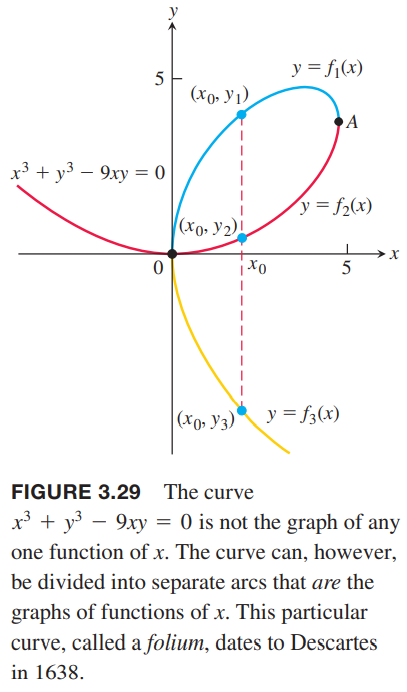 y
y = f₁(x)
5
(x₀, y₁)
A
x³ + y³ − 9xy = 0
y = f₂(x)
(x₀, y₂)
x
0
x₀
5
(x₀, y₃)
y = f₃(x)
FIGURE 3.29 The curve
x³ + y³ − 9xy = 0 is not the graph of any
one function of x. The curve can, however,
be divided into separate arcs that are the
graphs of functions of x. This particular
curve, called a folium, dates to Descartes
in 1638.